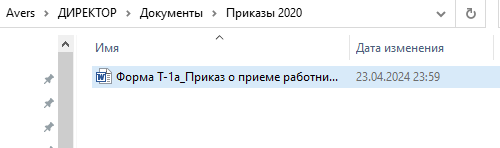 Avers › ДИРЕКТОР › Документы › Приказы 2020
Имя Дата изменения
Форма Т-1а_Приказ о приеме работни... 23.04.2024 23:59